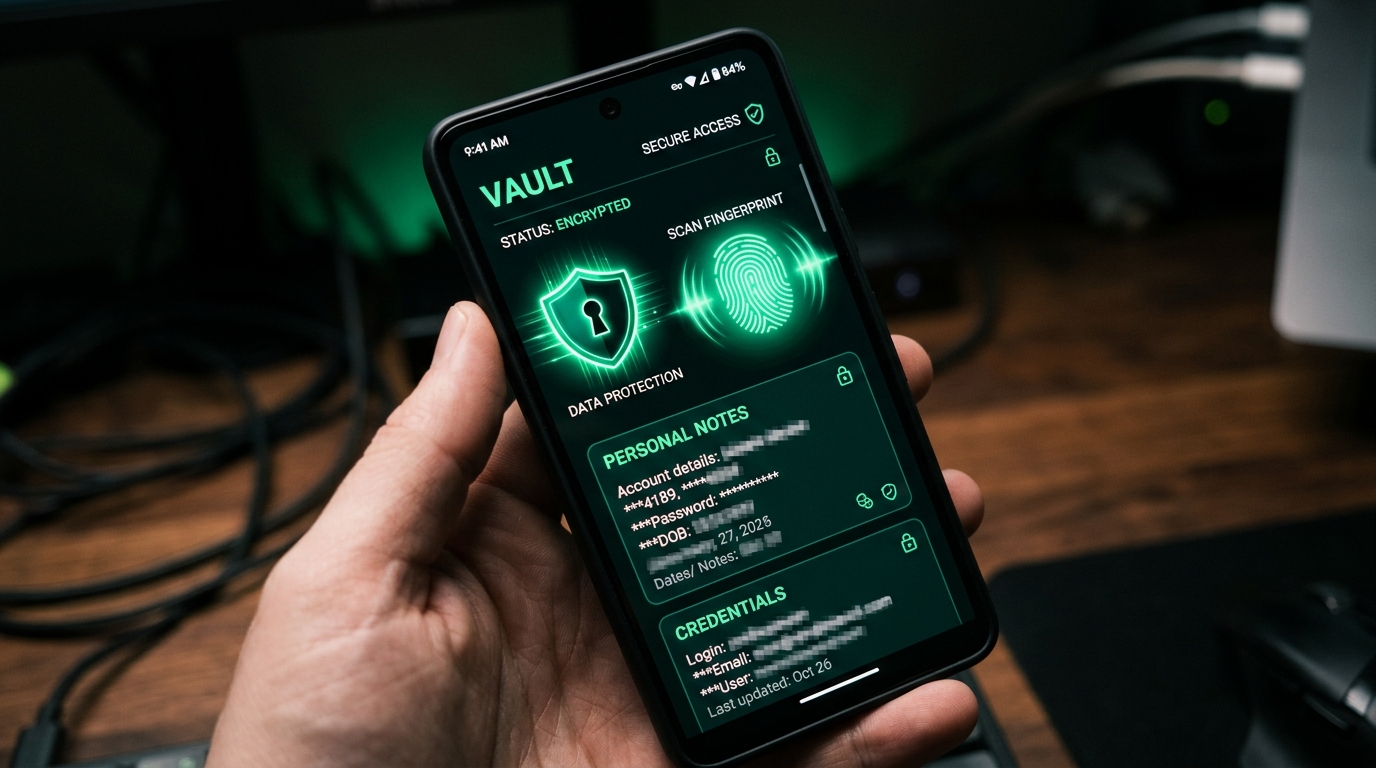 9:41 AM
84%
SECURE ACCESS
VAULT
STATUS: ENCRYPTED
SCAN FINGERPRINT
DATA PROTECTION
PERSONAL NOTES
Account details:
***4189, ****
***Password: **********
***DOB:
27, 2026
Dates/ Notes:
CREDENTIALS
Login:
***Email:
***User:
Last updated: Oct 26